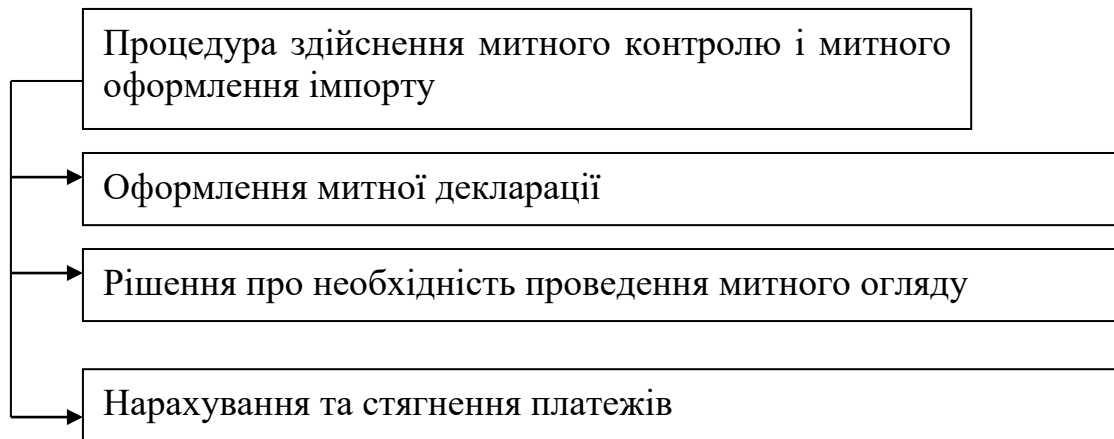 Процедура здійснення митного контролю і митного
оформлення імпорту
Оформлення митної декларації
Рішення про необхідність проведення митного огляду
Нарахування та стягнення платежів